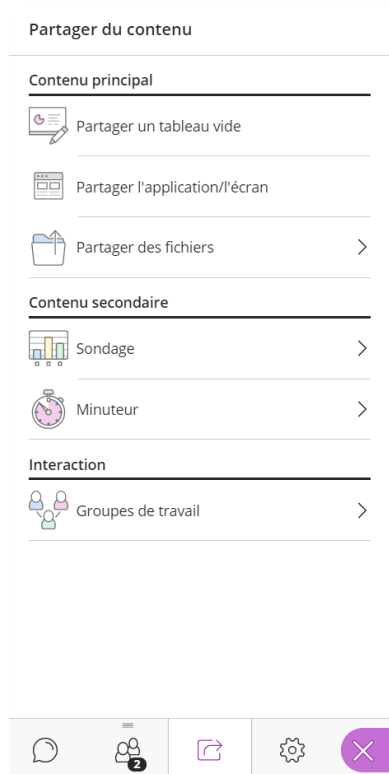 Partager du contenu
Contenu principal
Partager un tableau vide
Partager l'application/l'écran
Partager des fichiers
Contenu secondaire
Sondage
Minuteur
Interaction
Groupes de travail
2